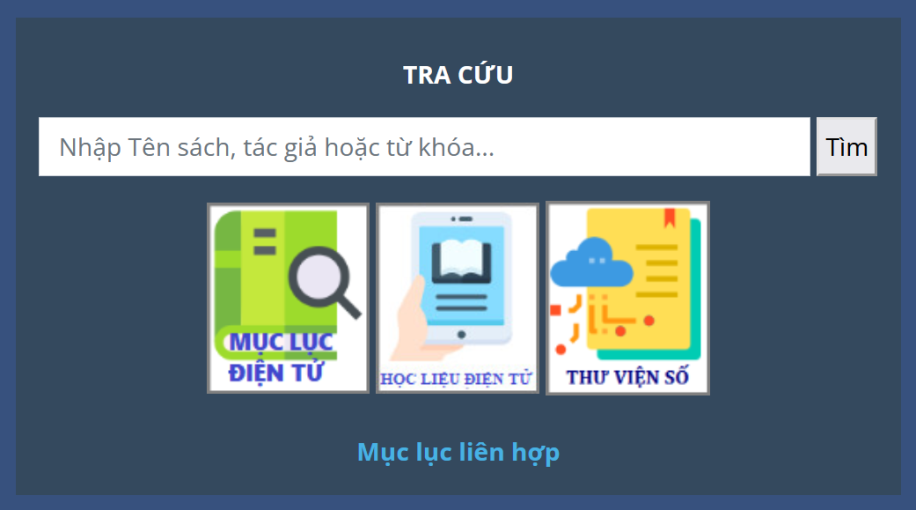 TRA CỨU
Nhập Tên sách, tác giả hoặc từ khóa...
Tìm
MỤC LỤC
ĐIỆN TỬ
HỌC LIỆU ĐIỆN TỬ
THƯ VIỆN SỐ
Mục lục liên hợp